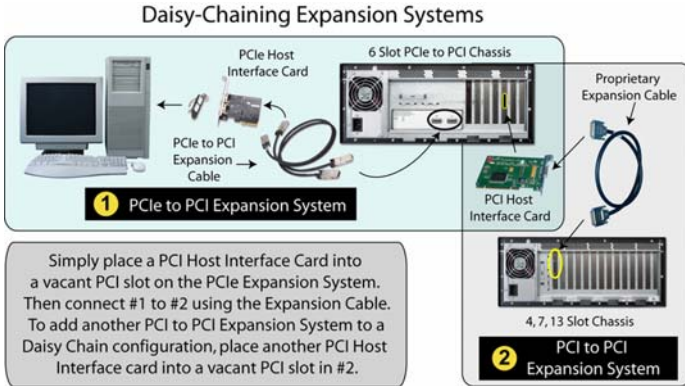 Daisy-Chaining Expansion Systems
PCIe Host
Interface Card
6 Slot PCIe to PCI Chassis
Proprietary
Expansion Cable
PCIe to PCI
Expansion
Cable
PCI Host
Interface Card
1 PCIe to PCI Expansion System
Simply place a PCI Host Interface Card into
a vacant PCI slot on the PCIe Expansion System.
Then connect #1 to #2 using the Expansion Cable.
To add another PCI to PCI Expansion System to a
Daisy Chain configuration, place another PCI Host
Interface card into a vacant PCI slot in #2.
4, 7, 13 Slot Chassis
2 PCI to PCI
Expansion System